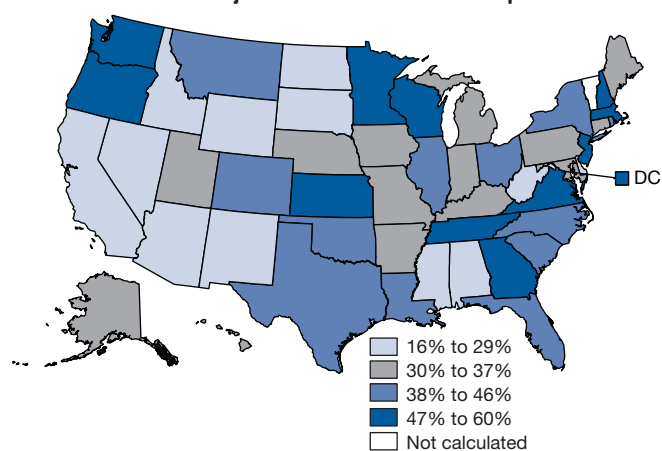 DC
16% to 29%
30% to 37%
38% to 46%
47% to 60%
Not calculated